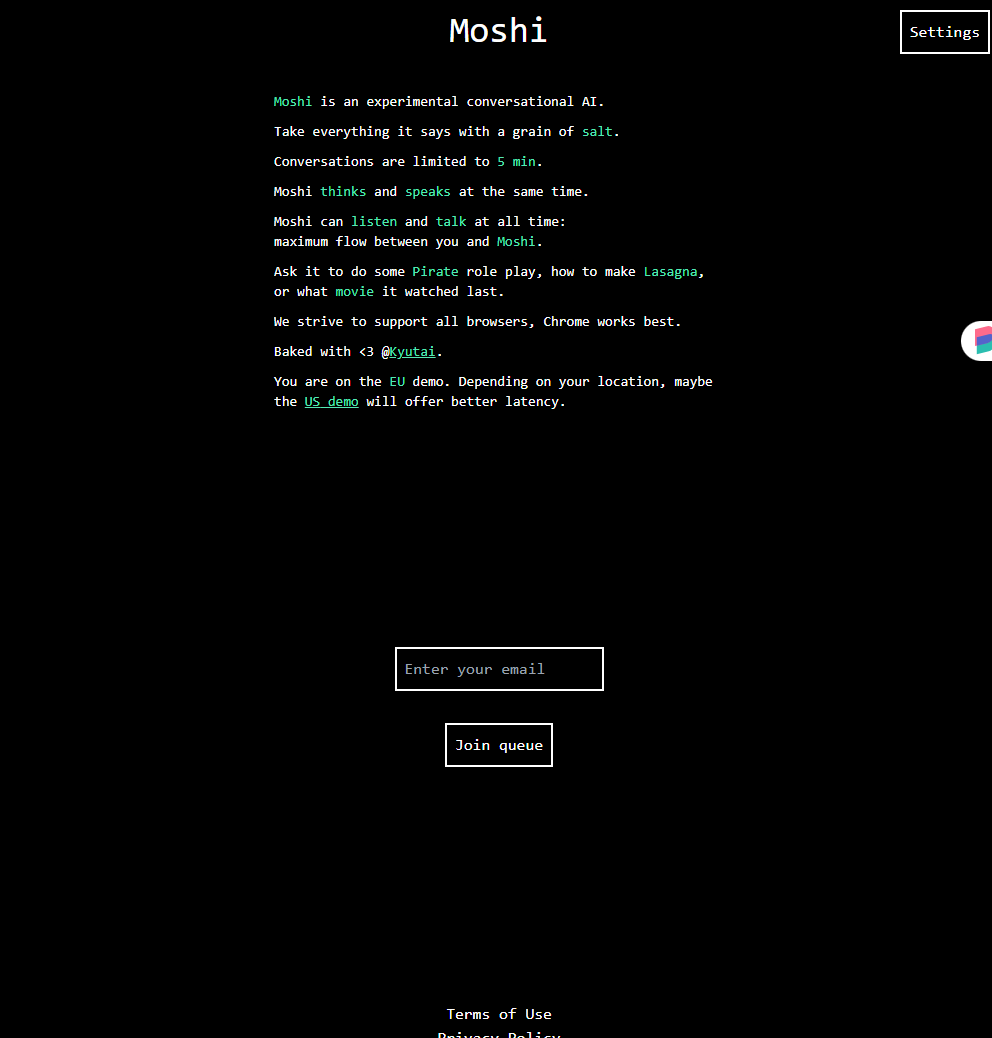 Moshi
Settings
Moshi is an experimental conversational AI.
Take everything it says with a grain of salt.
Conversations are limited to 5 min.
Moshi thinks and speaks at the same time.
Moshi can listen and talk at all time:
maximum flow between you and Moshi.
Ask it to do some Pirate role play, how to make Lasagna,
or what movie it watched last.
We strive to support all browsers, Chrome works best.
Baked with <3 @Kyutai.
You are on the EU demo. Depending on your location, maybe
the US demo will offer better latency.
Enter your email
Join queue
Terms of Use
Privacy Policy